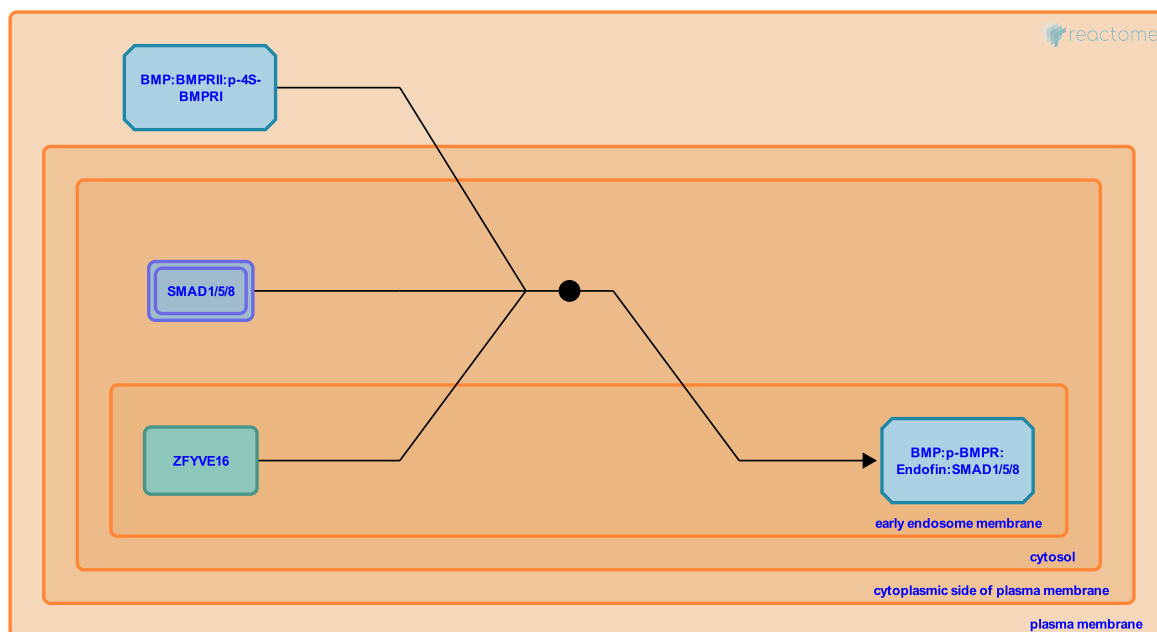 reactome
BMP:BMPRII:p-4S-
BMPRI
SMAD1/5/8
ZFYVE16
BMP:p-BMPR:
Endofin:SMAD1/5/8
early endosome membrane
cytosol
cytoplasmic side of plasma membrane
plasma membrane